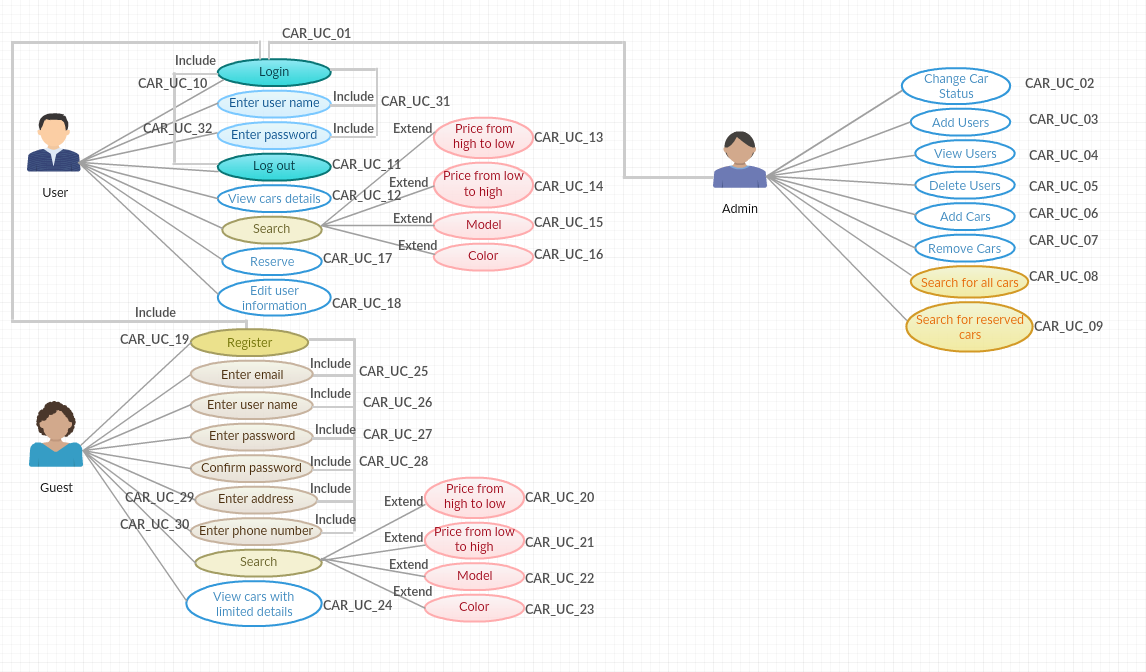 CAR_UC_01
Include
Login
CAR_UC_10
Enter user name
Include
CAR_UC_31
CAR_UC_32
Enter password
Include
Extend
Price from
high to low
CAR_UC_13
User
Log out
CAR_UC_11
View cars details
CAR_UC_12
Extend
Price from low
to high
CAR_UC_14
Search
Extend
Model
CAR_UC_15
Extend
Color
CAR_UC_16
Reserve
CAR_UC_17
Edit user
information
CAR_UC_18
Admin
Change Car
Status
CAR_UC_02
Add Users
CAR_UC_03
View Users
CAR_UC_04
Delete Users
CAR_UC_05
Add Cars
CAR_UC_06
Remove Cars
CAR_UC_07
Search for all cars
CAR_UC_08
Search for reserved
cars
CAR_UC_09
Include
CAR_UC_19
Register
Include
Enter email
CAR_UC_25
Include
Enter user name
CAR_UC_26
Enter password
Include
CAR_UC_27
Guest
Confirm password
Include
CAR_UC_28
CAR_UC_29
Enter address
Include
CAR_UC_30
Enter phone number
Include
Search
Extend
Price from
high to low
CAR_UC_20
Extend
Price from low
to high
CAR_UC_21
Extend
Model
CAR_UC_22
Extend
Color
CAR_UC_23
View cars with
limited details
CAR_UC_24